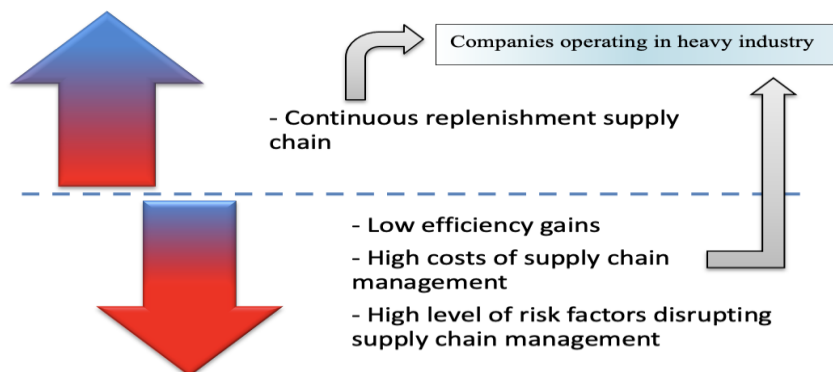 Companies operating in heavy industry
- Continuous replenishment supply
chain
- Low efficiency gains
- High costs of supply chain
management
- High level of risk factors disrupting
supply chain management